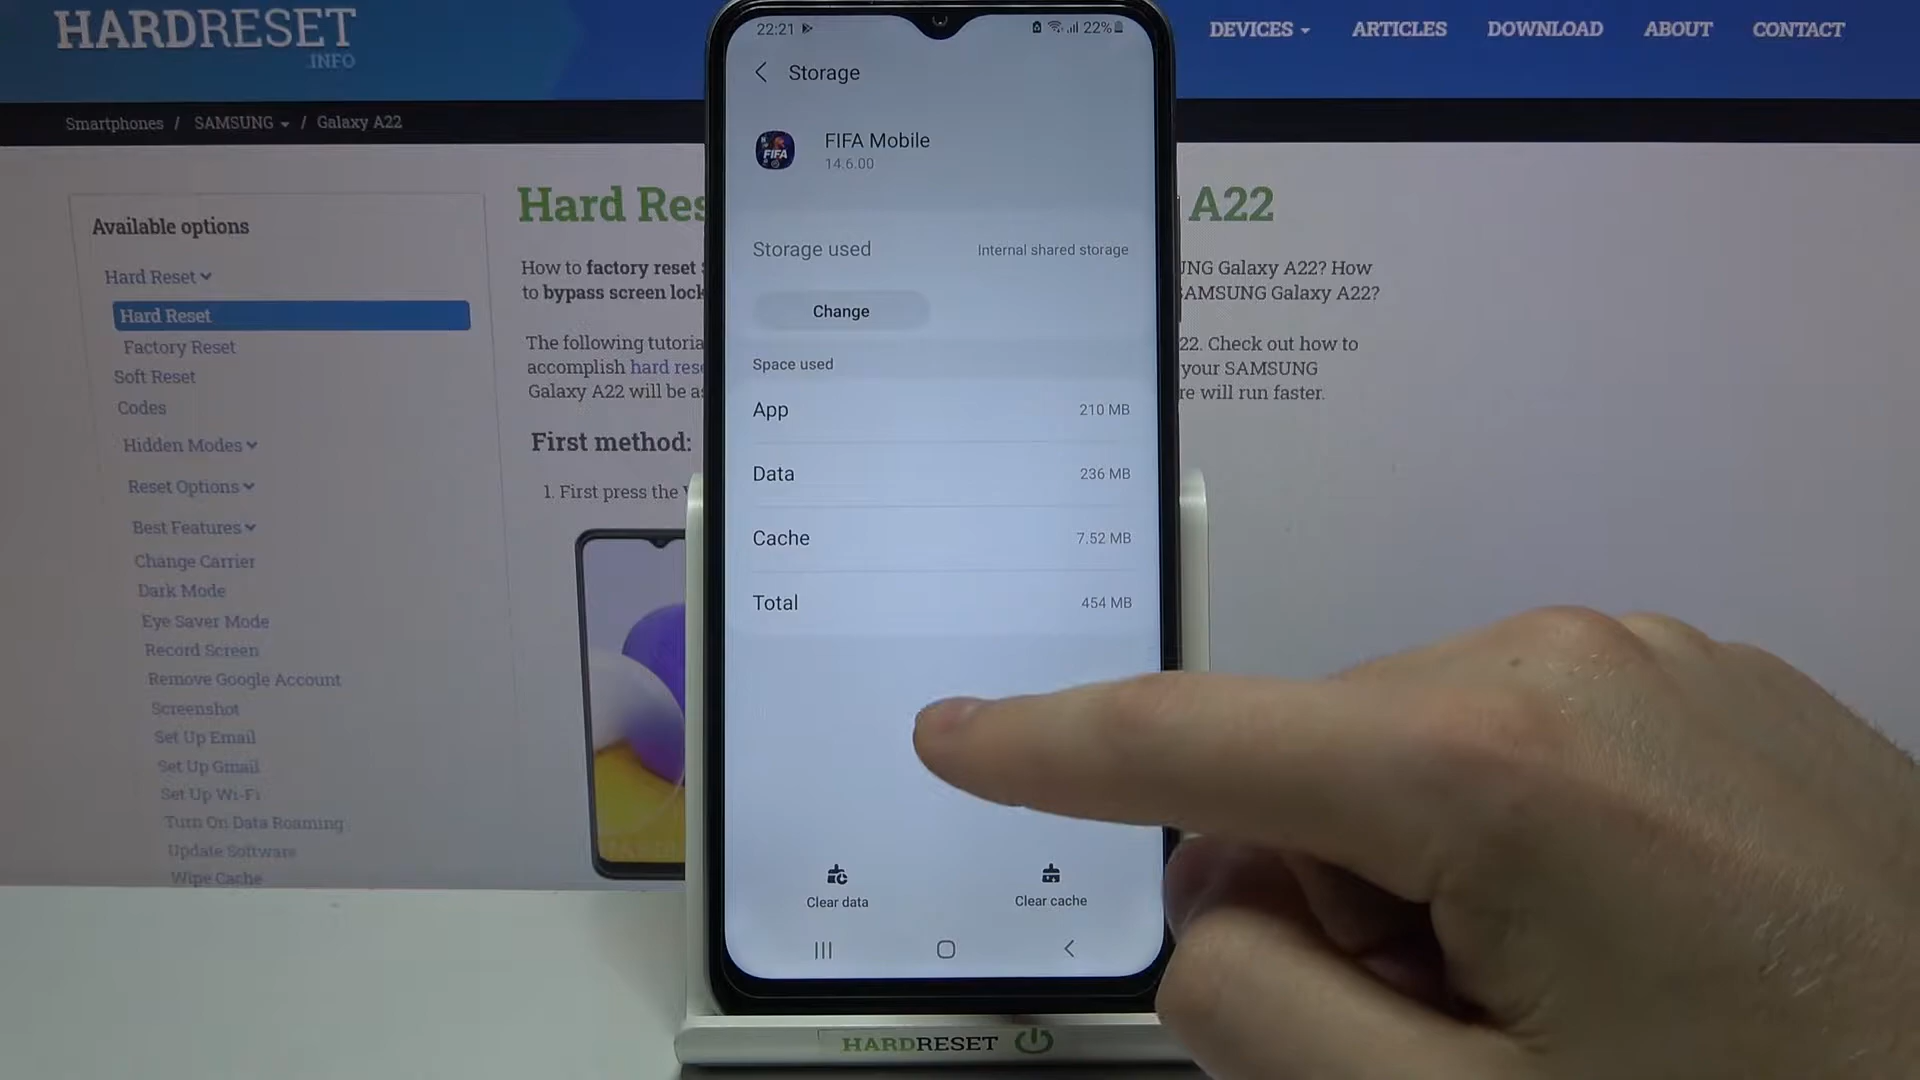 HARDRESET
.INFO
DEVICES ARTICLES DOWNLOAD ABOUT CONTACT
Smartphones / SAMSUNG / Galaxy A22
Available options
Hard Reset
Hard Reset
Factory Reset
Soft Reset
Codes
Hidden Modes
Reset Options
Best Features
Change Carrier
Dark Mode
Eye Saver Mode
Record Screen
Remove Google Account
Screenshot
Set Up Email
Set Up Gmail
Set Up Wi-Fi
Turn On Data Roaming
Update Software
Wipe Cache
Hard Res A22
How to factory reset NG Galaxy A22? How
to bypass screen lock SAMSUNG Galaxy A22?
The following tutoria 22. Check out how to
accomplish hard res your SAMSUNG
Galaxy A22 will be a re will run faster.
First method:
1. First press the
22:21 22%
Storage
FIFA Mobile
14.6.00
FIFA
Storage used Internal shared storage
Change
Space used
App 210 MB
Data 236 MB
Cache 7.52 MB
Total 454 MB
Clear data Clear cache
HARDRESET